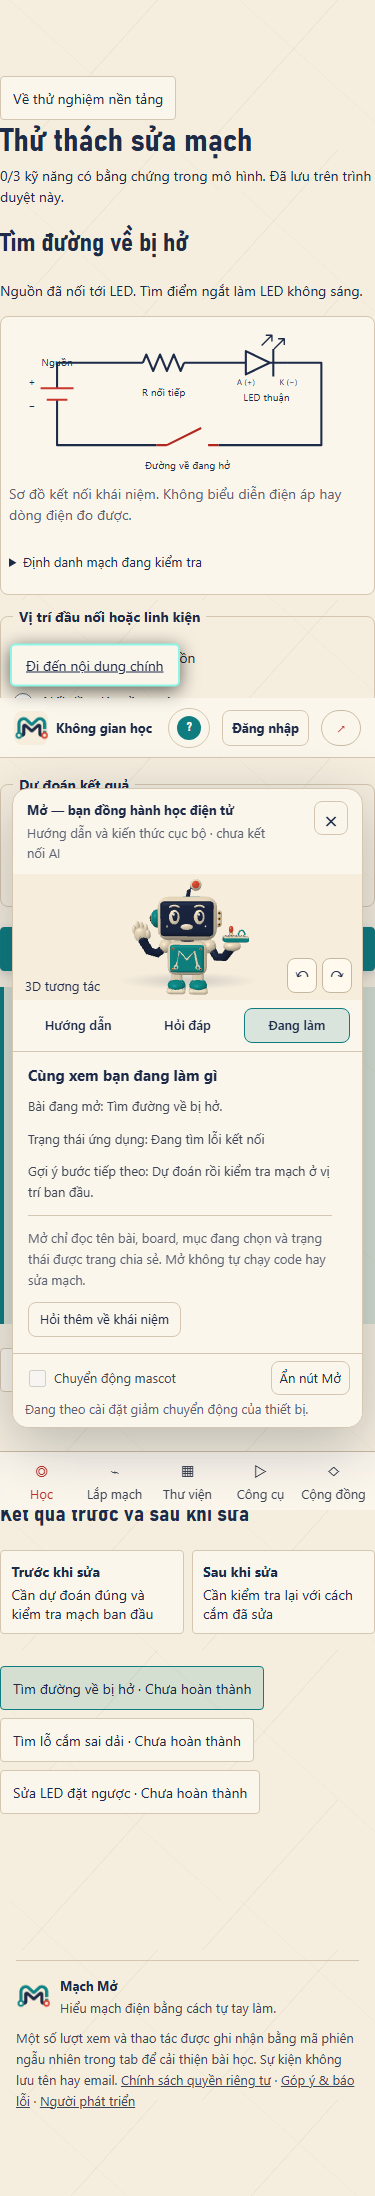 Về thử nghiệm nền tảng
Thử thách sửa mạch
0/3 kỹ năng có bằng chứng trong mô hình. Đã lưu trên trình
duyệt này.
Tìm đường về bị hở
Nguồn đã nối tới LED. Tìm điểm ngắt làm LED không sáng.
Nguồn
+
−
R nối tiếp
A (+)
K (−)
LED thuận
Đường về đang hở
Sơ đồ kết nối khái niệm. Không biểu diễn điện áp hay
dòng điện đo được.
▶ Định danh mạch đang kiểm tra
Vị trí đầu nối hoặc linh kiện
Đi đến nội dung chính
Không gian học
?
Đăng nhập
↗
Dự đoán kết quả
Mở — bạn đồng hành học điện tử
Hướng dẫn và kiến thức cục bộ · chưa kết
nối AI
×
3D tương tác
Hướng dẫn
Hỏi đáp
Đang làm
Cùng xem bạn đang làm gì
Bài đang mở: Tìm đường về bị hở.
Trạng thái ứng dụng: Đang tìm lỗi kết nối
Gợi ý bước tiếp theo: Dự đoán rồi kiểm tra mạch ở vị
trí ban đầu.
Mở chỉ đọc tên bài, board, mục đang chọn và trạng
thái được trang chia sẻ. Mở không tự chạy code hay
sửa mạch.
Hỏi thêm về khái niệm
Chuyển động mascot
Ẩn nút Mở
Đang theo cài đặt giảm chuyển động của thiết bị.
Học
Lắp mạch
Thư viện
Công cụ
Cộng đồng
Kết quả trước và sau khi sửa
Trước khi sửa
Cần dự đoán đúng và
kiểm tra mạch ban đầu
Sau khi sửa
Cần kiểm tra lại với cách
cắm đã sửa
Tìm đường về bị hở · Chưa hoàn thành
Tìm lỗ cắm sai dải · Chưa hoàn thành
Sửa LED đặt ngược · Chưa hoàn thành
Mạch Mở
Hiểu mạch điện bằng cách tự tay làm.
Một số lượt xem và thao tác được ghi nhận bằng mã phiên
ngẫu nhiên trong tab để cải thiện bài học. Sự kiện không
lưu tên hay email. Chính sách quyền riêng tư · Góp ý & báo
lỗi · Người phát triển